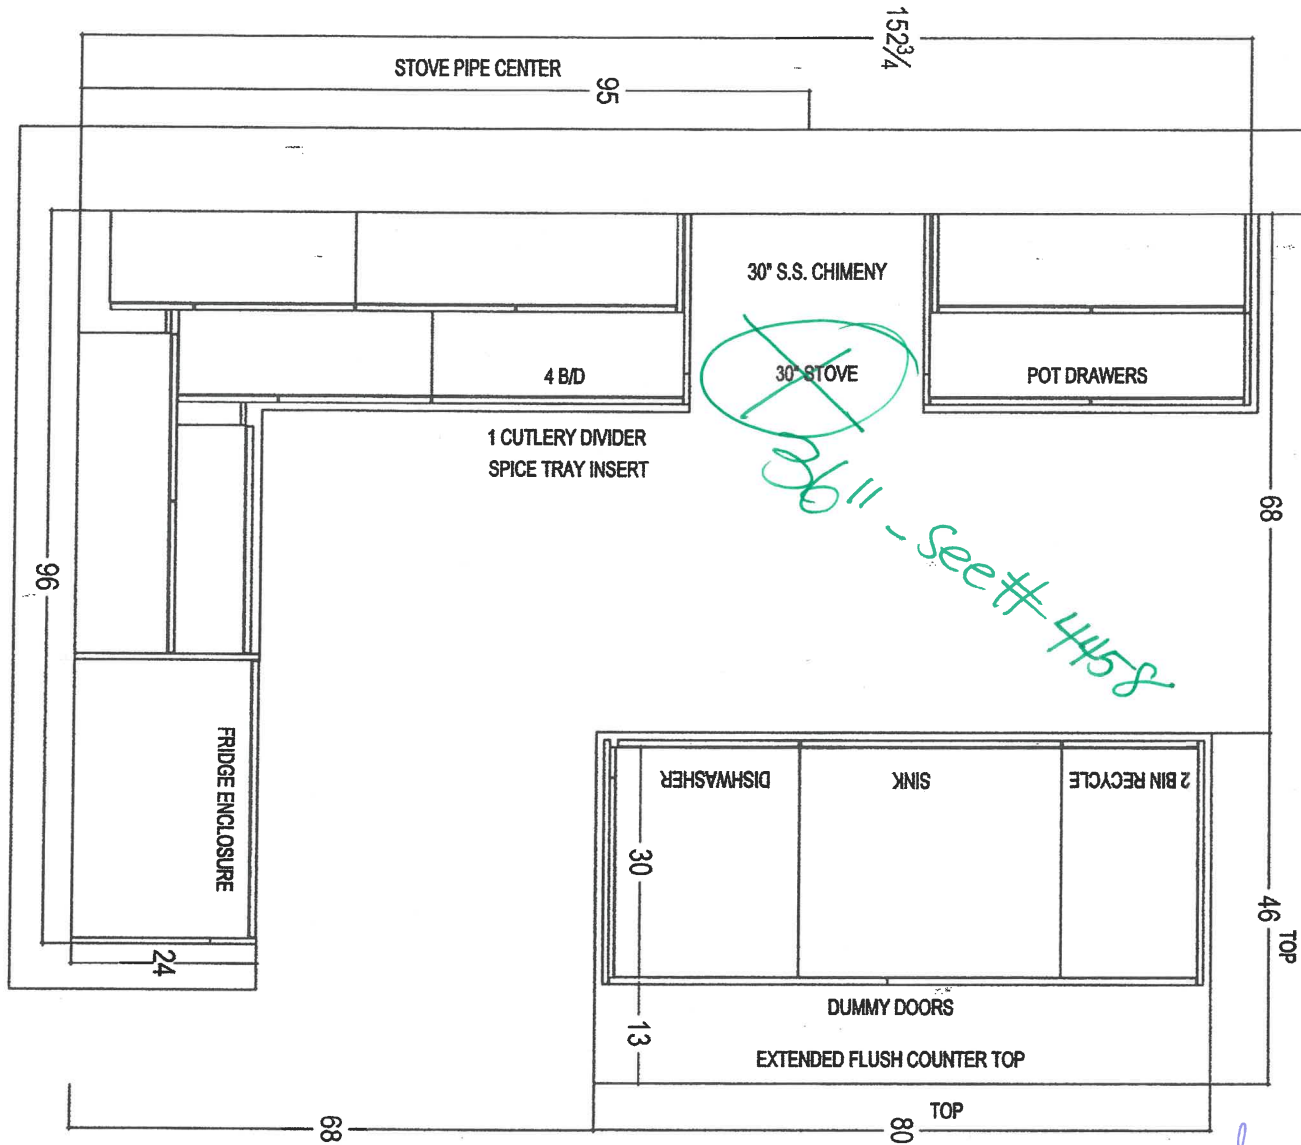 152¾
STOVE PIPE CENTER
95
30" S.S. CHIMENY
30" STOVE
4 B/D
POT DRAWERS
1 CUTLERY DIVIDER
SPICE TRAY INSERT
36" - see # 4458
68
96
FRIDGE ENCLOSURE
24
DISHWASHER
SINK
2 BIN RECYCLE
30
46 TOP
13
DUMMY DOORS
EXTENDED FLUSH COUNTER TOP
TOP
68
80